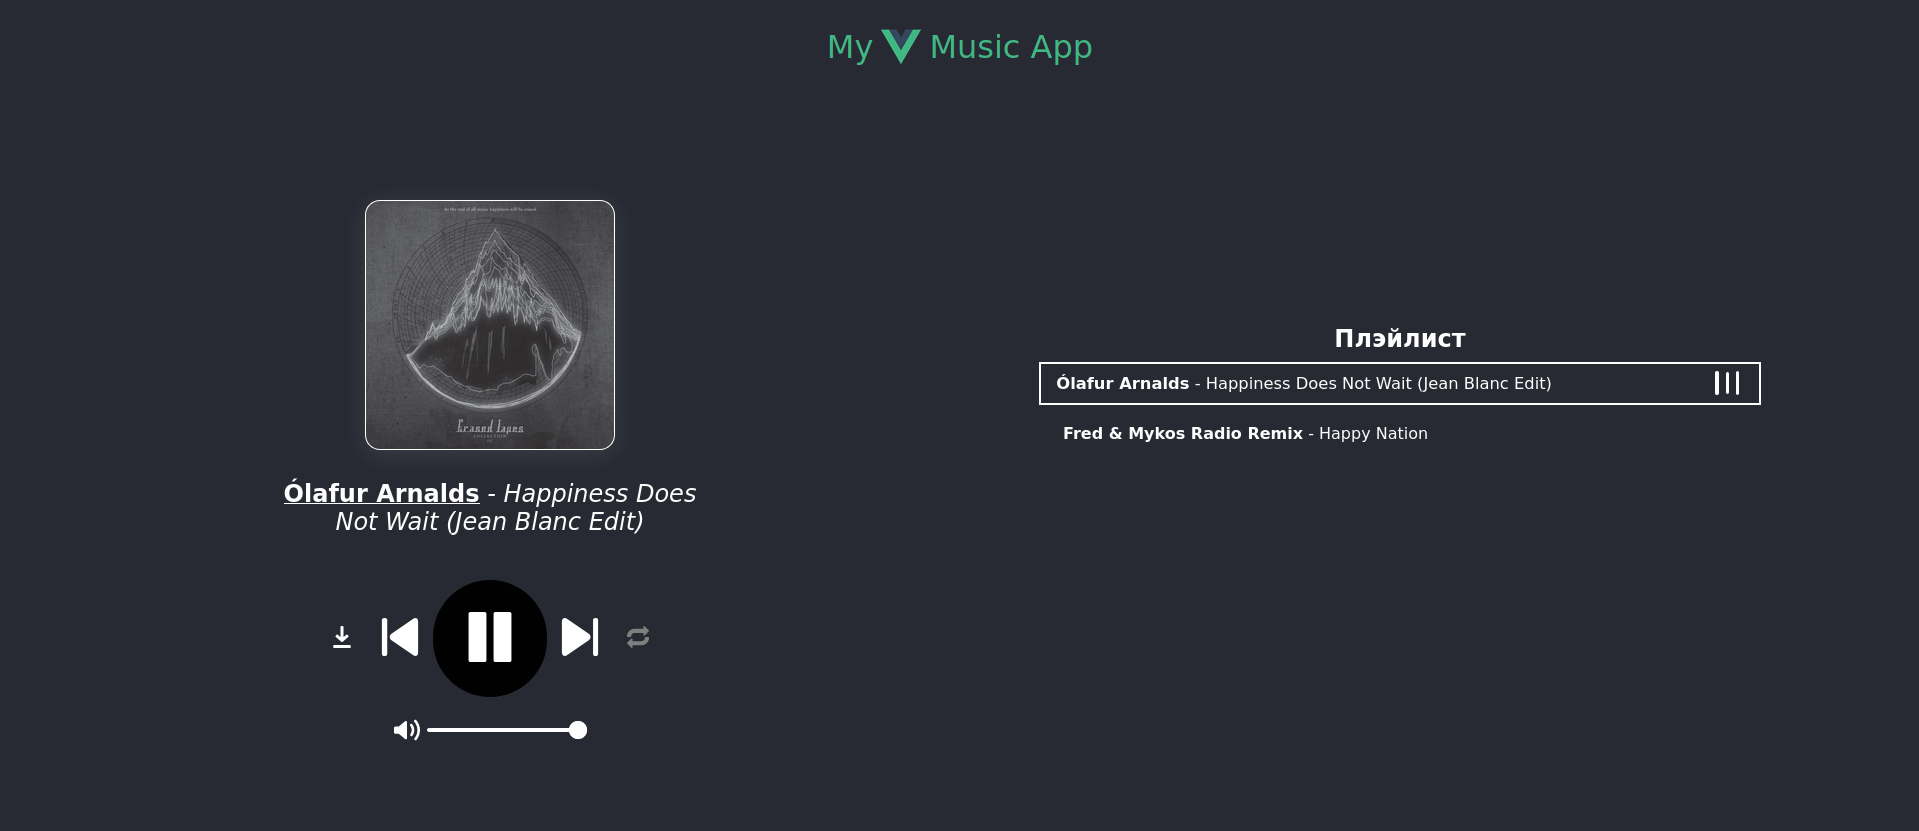 My Music App
At the end of all music happiness will be erased
Erased tapes
COLLECTION
Ólafur Arnalds - Happiness Does
Not Wait (Jean Blanc Edit)
Плэйлист
Ólafur Arnalds - Happiness Does Not Wait (Jean Blanc Edit)
Fred & Mykos Radio Remix - Happy Nation